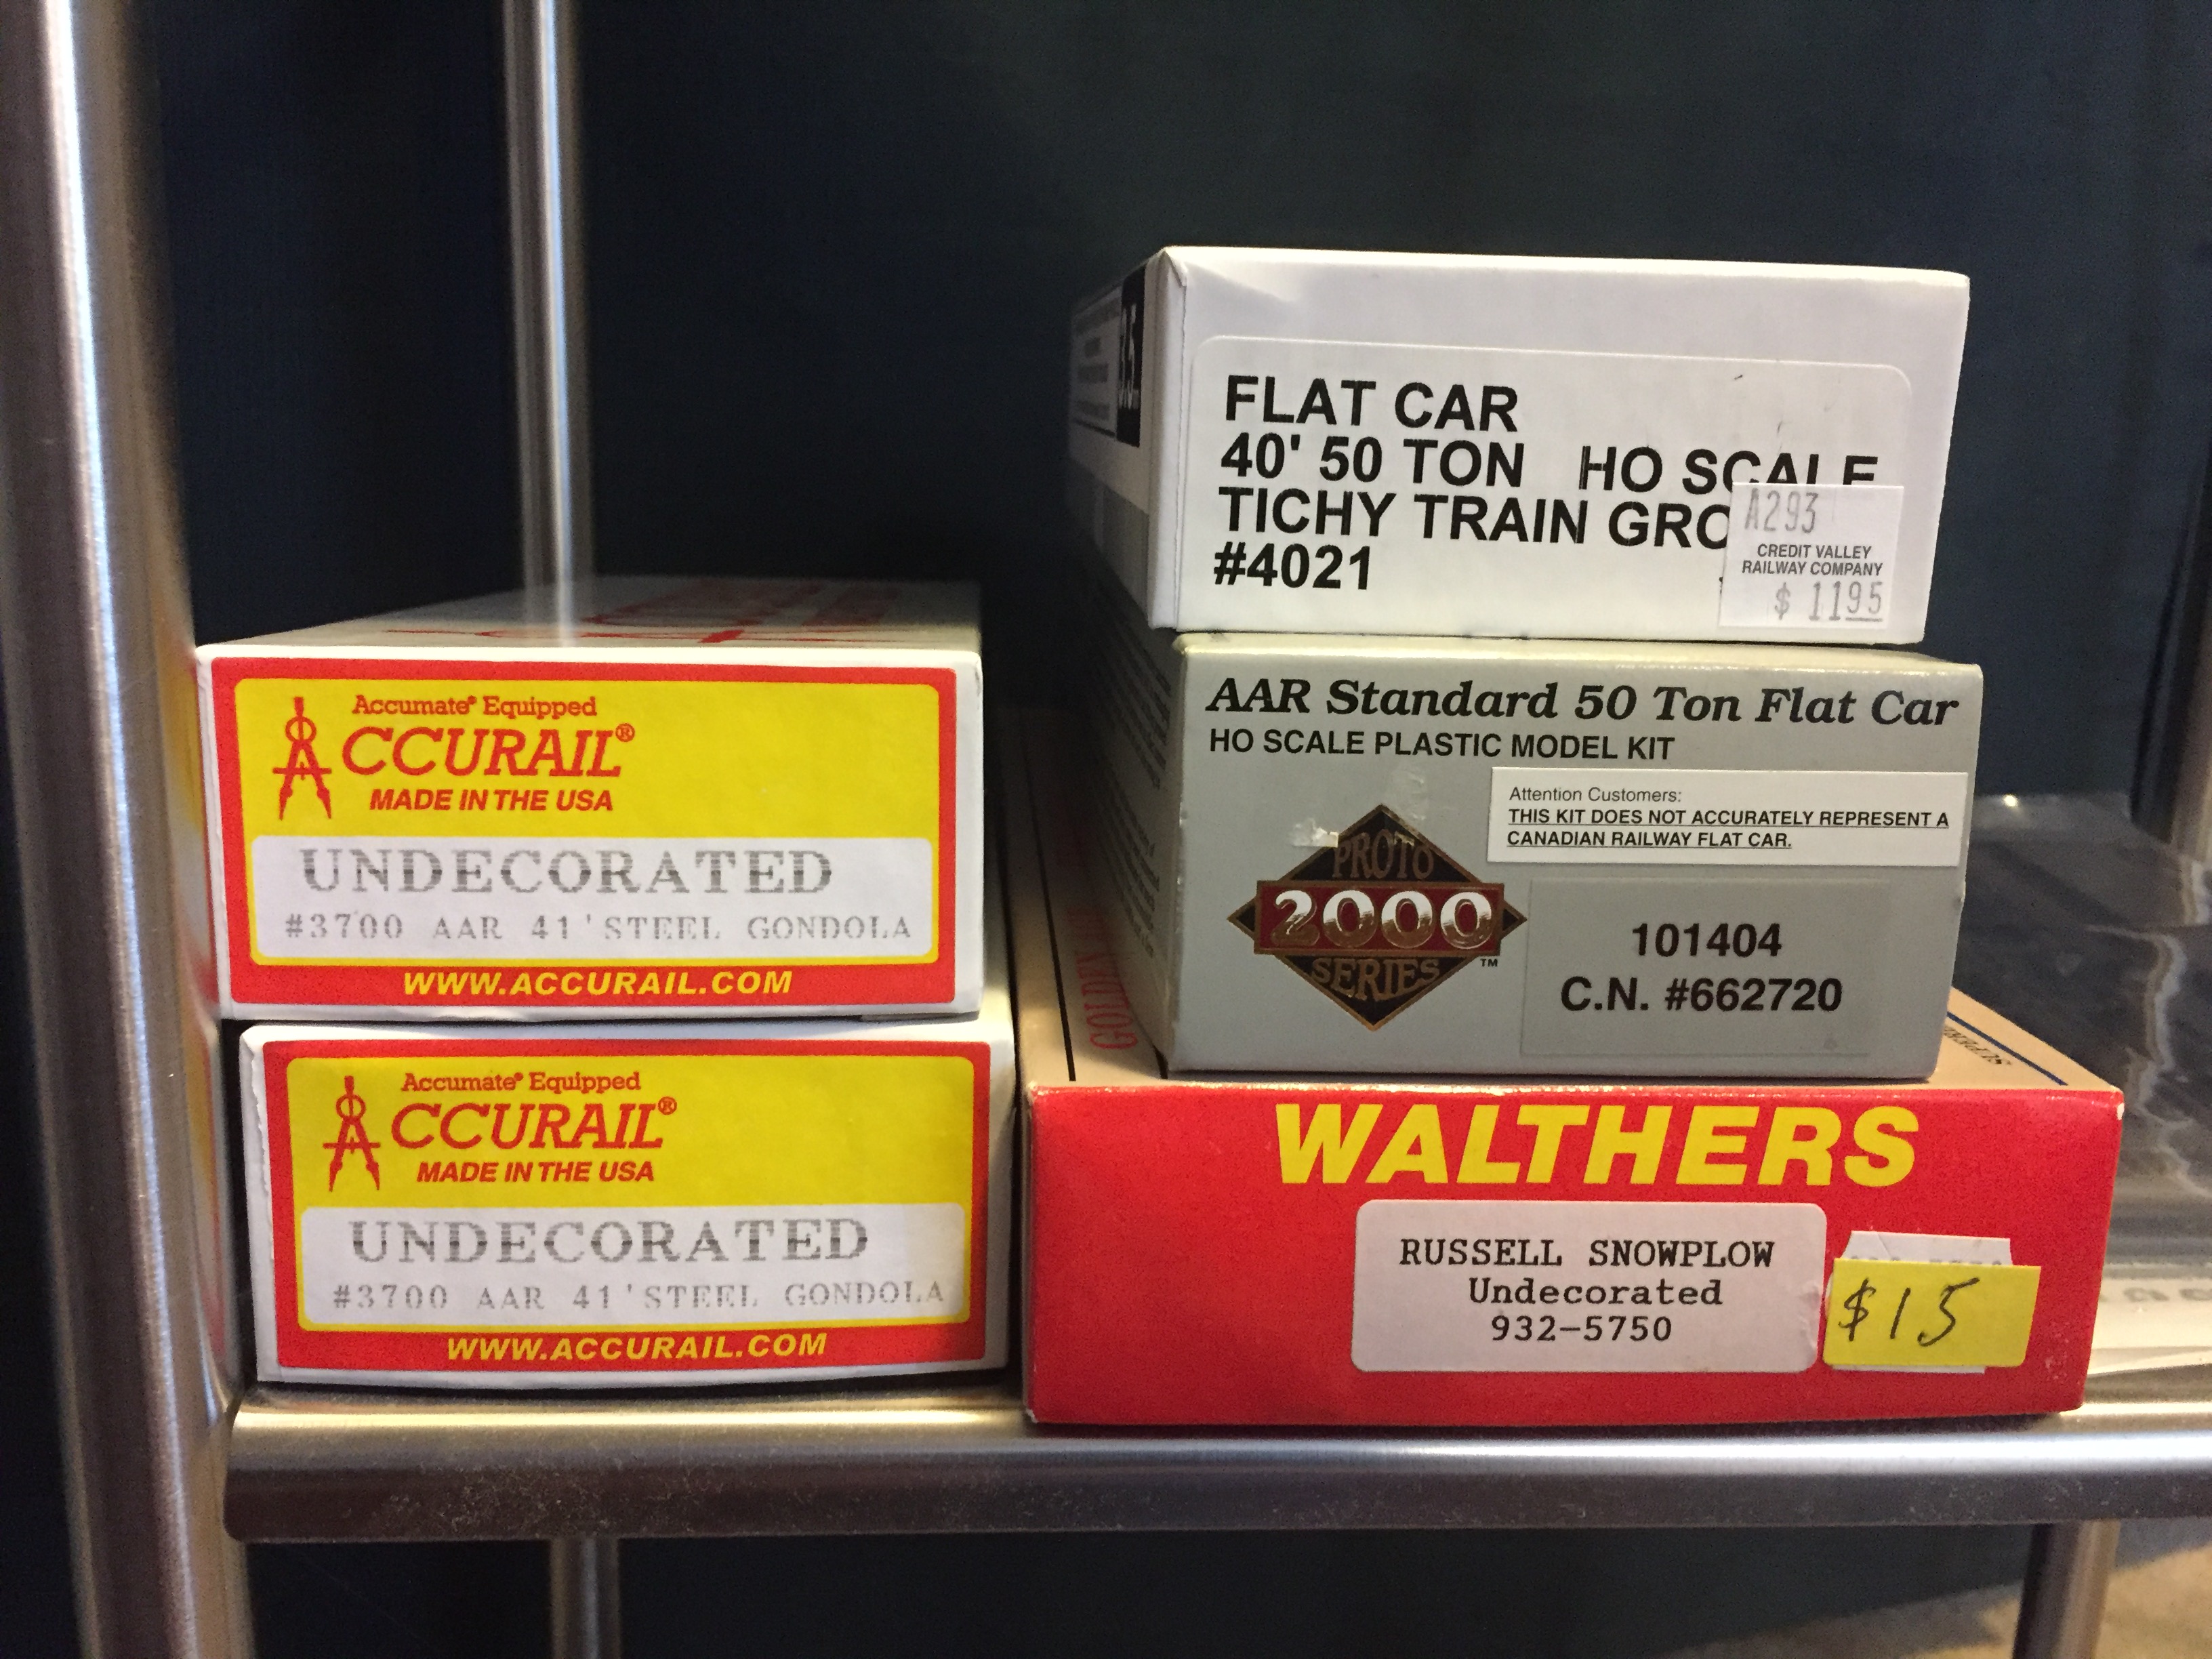 Accumate® Equipped
ACCURAIL®
MADE IN THE USA
UNDECORATED
#3700 AAR 41' STEEL GONDOLA
WWW.ACCURAIL.COM
Accumate® Equipped
ACCURAIL®
MADE IN THE USA
UNDECORATED
#3700 AAR 41' STEEL GONDOLA
WWW.ACCURAIL.COM
FLAT CAR
40' 50 TON HO SCALE
TICHY TRAIN GRO
#4021
A293
CREDIT VALLEY
RAILWAY COMPANY
$ 1195
AAR Standard 50 Ton Flat Car
HO SCALE PLASTIC MODEL KIT
Attention Customers:
THIS KIT DOES NOT ACCURATELY REPRESENT A
CANADIAN RAILWAY FLAT CAR.
PROTO
2000
SERIES™
101404
C.N. #662720
GOLDEN
WALTHERS
RUSSELL SNOWPLOW
Undecorated
932-5750
$15